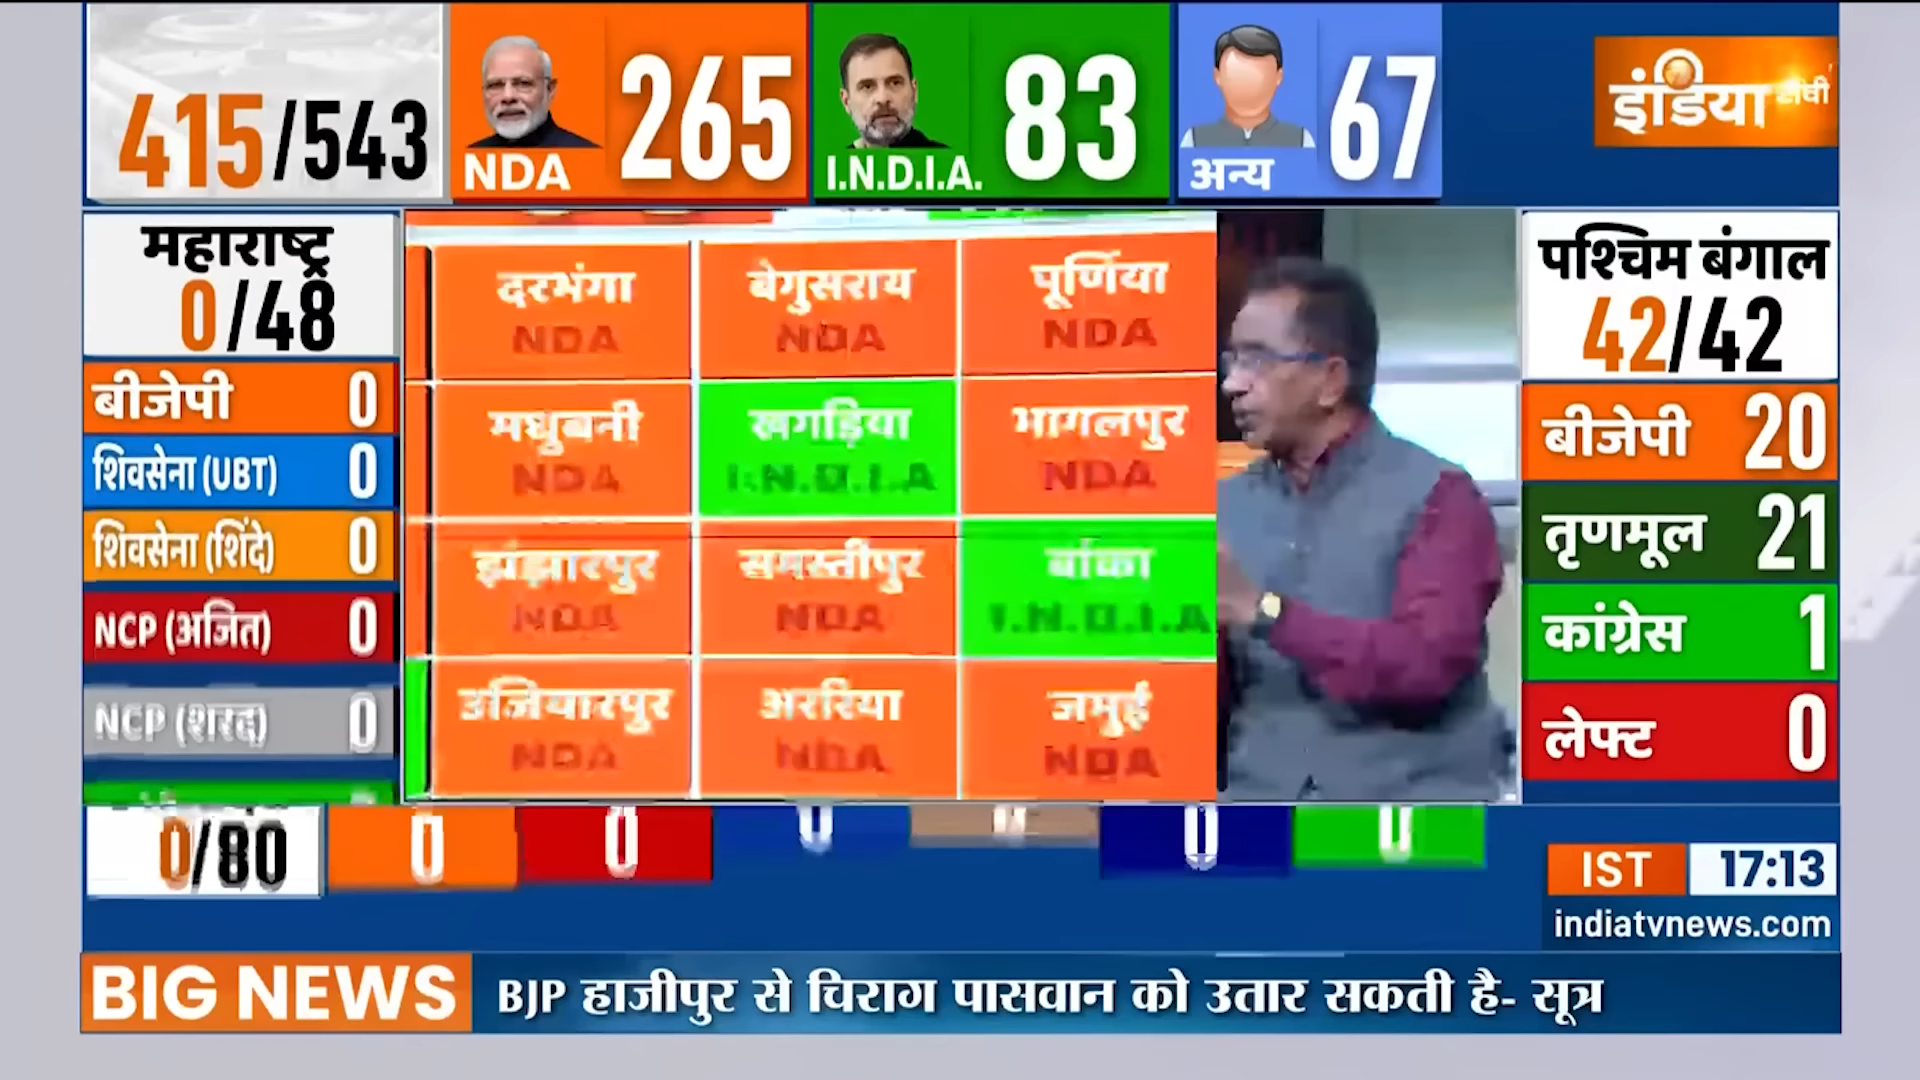 415/543
NDA 265
I.N.D.I.A. 83
अन्य 67
इंडिया
महाराष्ट्र
0/48
बीजेपी 0
शिवसेना (UBT) 0
शिवसेना (शिंदे) 0
NCP (अजित) 0
NCP (शरद) 0
दरभंगा
NDA
बेगुसराय
NDA
पूर्णिया
NDA
मधुबनी
NDA
खगड़िया
I.N.D.I.A
भागलपुर
NDA
झंझारपुर
NDA
समस्तीपुर
NDA
बांका
I.N.D.I.A
उजियारपुर
NDA
अररिया
NDA
जमुई
NDA
पश्चिम बंगाल
42/42
बीजेपी 20
तृणमूल 21
कांग्रेस 1
लेफ्ट 0
0/80 0 0 0 0 0
IST 17:13
indiatvnews.com
BIG NEWS BJP हाजीपुर से चिराग पासवान को उतार सकती है- सूत्र